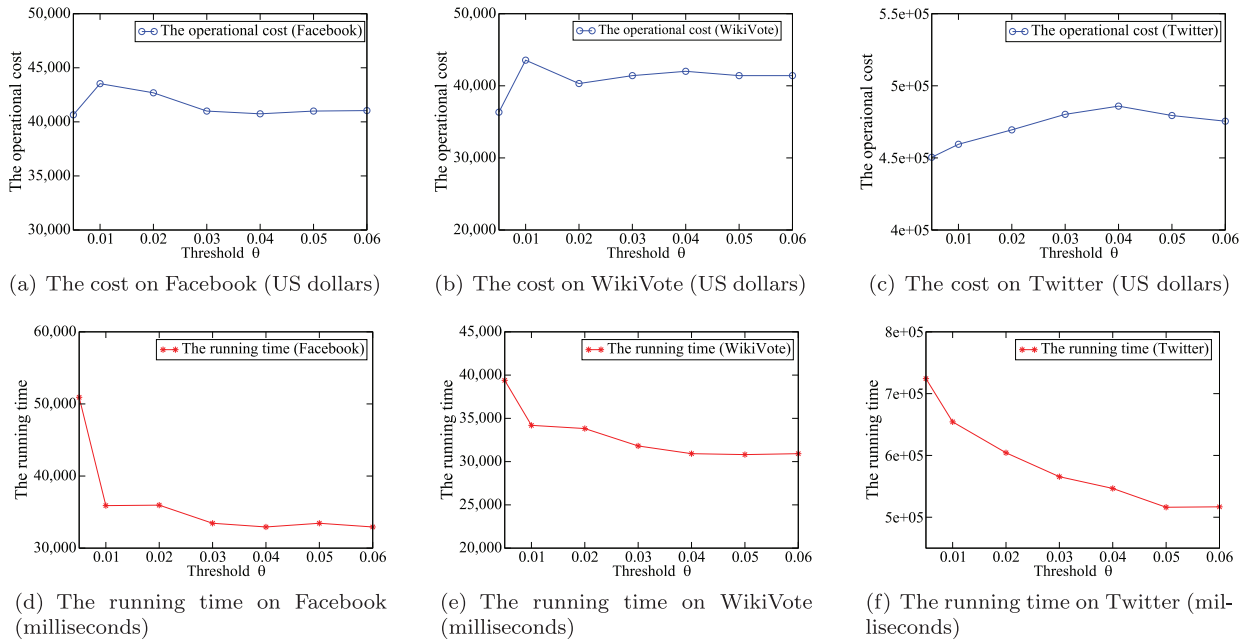 50,000
45,000
40,000
35,000
30,000
The operational cost
The operational cost (Facebook)
0.01 0.02 0.03 0.04 0.05 0.06
Threshold θ
(a) The cost on Facebook (US dollars)
50,000
40,000
30,000
20,000
The operational cost
The operational cost (WikiVote)
0.01 0.02 0.03 0.04 0.05 0.06
Threshold θ
(b) The cost on WikiVote (US dollars)
5.5e+05
5e+05
4.5e+05
4e+05
The operaional cost
The operational cost (Twitter)
0.01 0.02 0.03 0.04 0.05 0.06
Threshold θ
(c) The cost on Twitter (US dollars)
60,000
50,000
40,000
30,000
The running time
The running time (Facebook)
0.01 0.02 0.03 0.04 0.05 0.06
Threshold θ
(d) The running time on Facebook
(milliseconds)
45,000
40,000
35,000
30,000
25,000
20,000
The running time
The running time (WikiVote)
0.01 0.02 0.03 0.04 0.05 0.06
Threshold θ
(e) The running time on WikiVote
(milliseconds)
8e+05
7e+05
6e+05
5e+05
The running time
The running time (Twitter)
0.01 0.02 0.03 0.04 0.05 0.06
Threshold θ
(f) The running time on Twitter (mil-
liseconds)